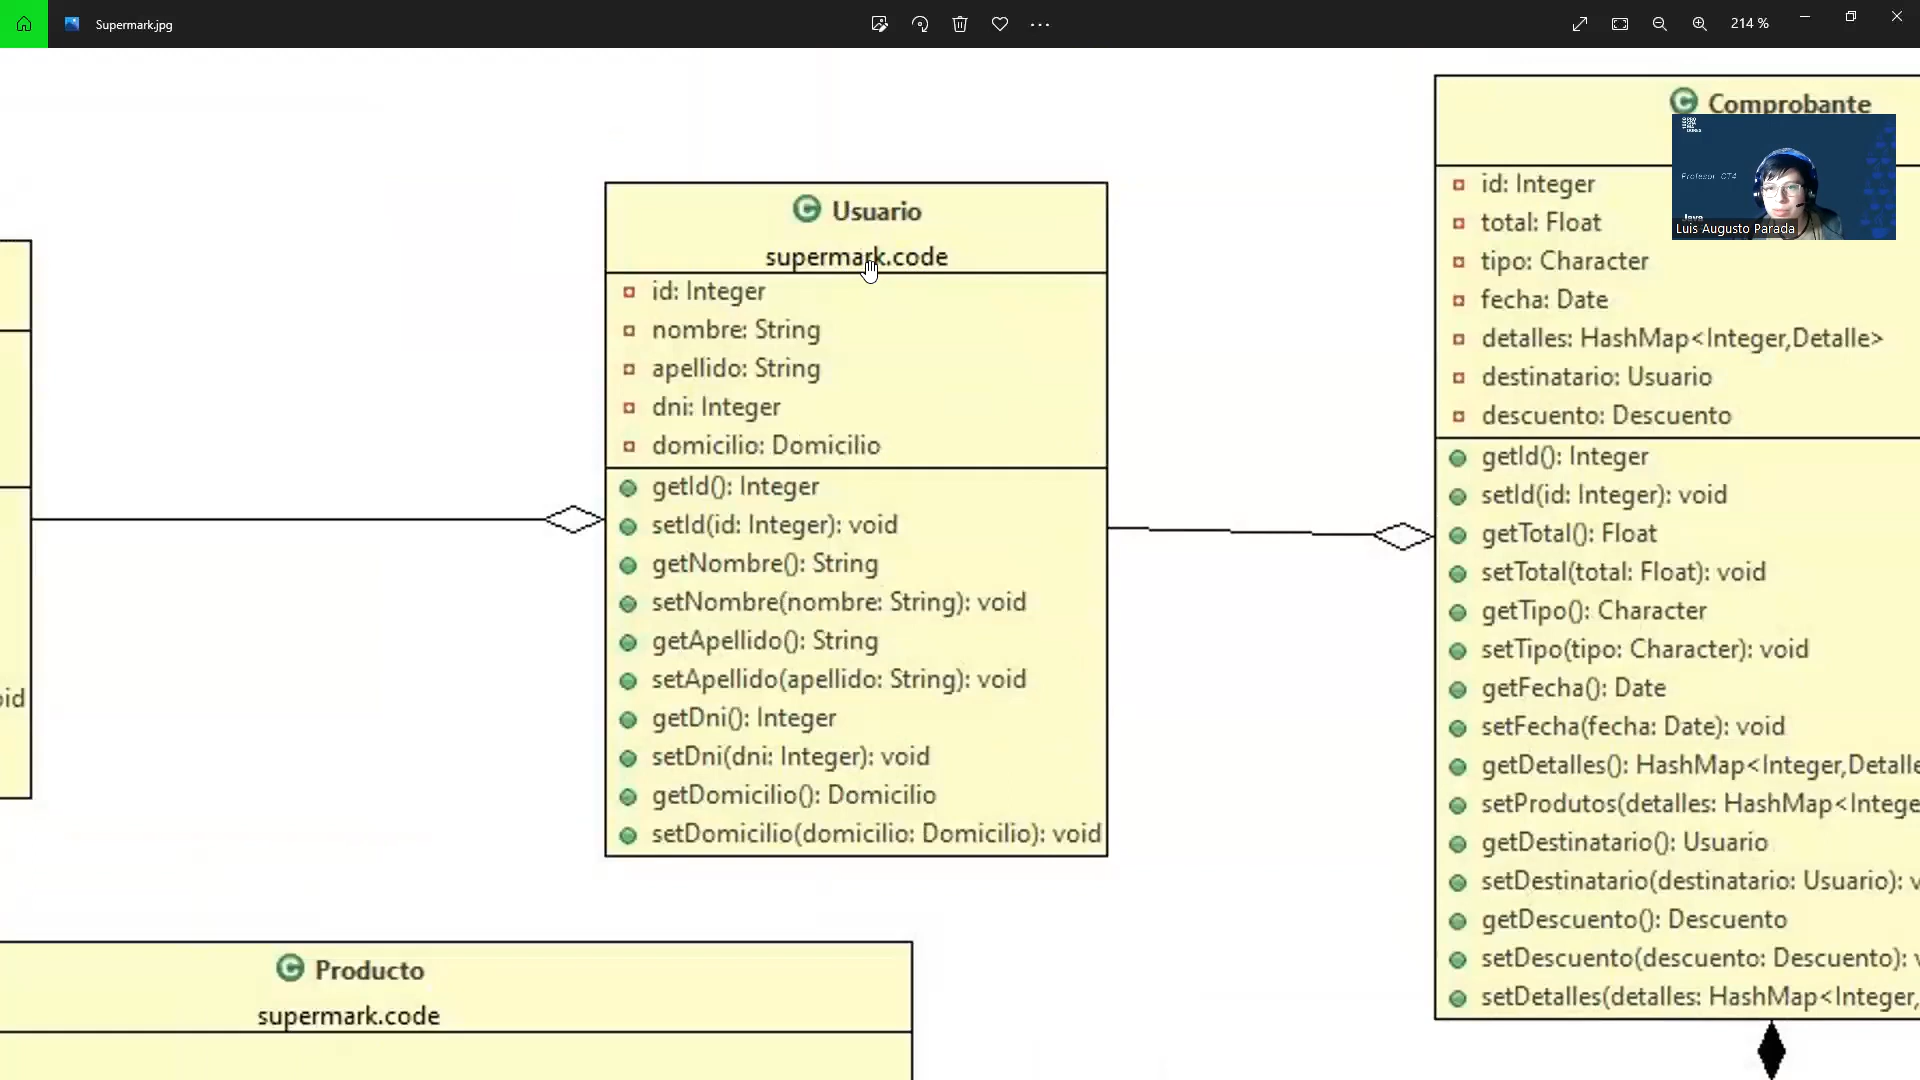 Supermark.jpg
214 %
Usuario
supermark.code
id: Integer
nombre: String
apellido: String
dni: Integer
domicilio: Domicilio
getId(): Integer
setId(id: Integer): void
getNombre(): String
setNombre(nombre: String): void
getApellido(): String
setApellido(apellido: String): void
getDni(): Integer
setDni(dni: Integer): void
getDomicilio(): Domicilio
setDomicilio(domicilio: Domicilio): void
Comprobante
Profesor CT4
Java
Luis Augusto Parada
id: Integer
total: Float
tipo: Character
fecha: Date
detalles: HashMap<Integer,Detalle>
destinatario: Usuario
descuento: Descuento
getId(): Integer
setId(id: Integer): void
getTotal(): Float
setTotal(total: Float): void
getTipo(): Character
setTipo(tipo: Character): void
getFecha(): Date
setFecha(fecha: Date): void
getDetalles(): HashMap<Integer,Detalle
setProdutos(detalles: HashMap<Intege
getDestinatario(): Usuario
setDestinatario(destinatario: Usuario): v
getDescuento(): Descuento
setDescuento(descuento: Descuento): v
setDetalles(detalles: HashMap<Integer,
oid
Producto
supermark.code